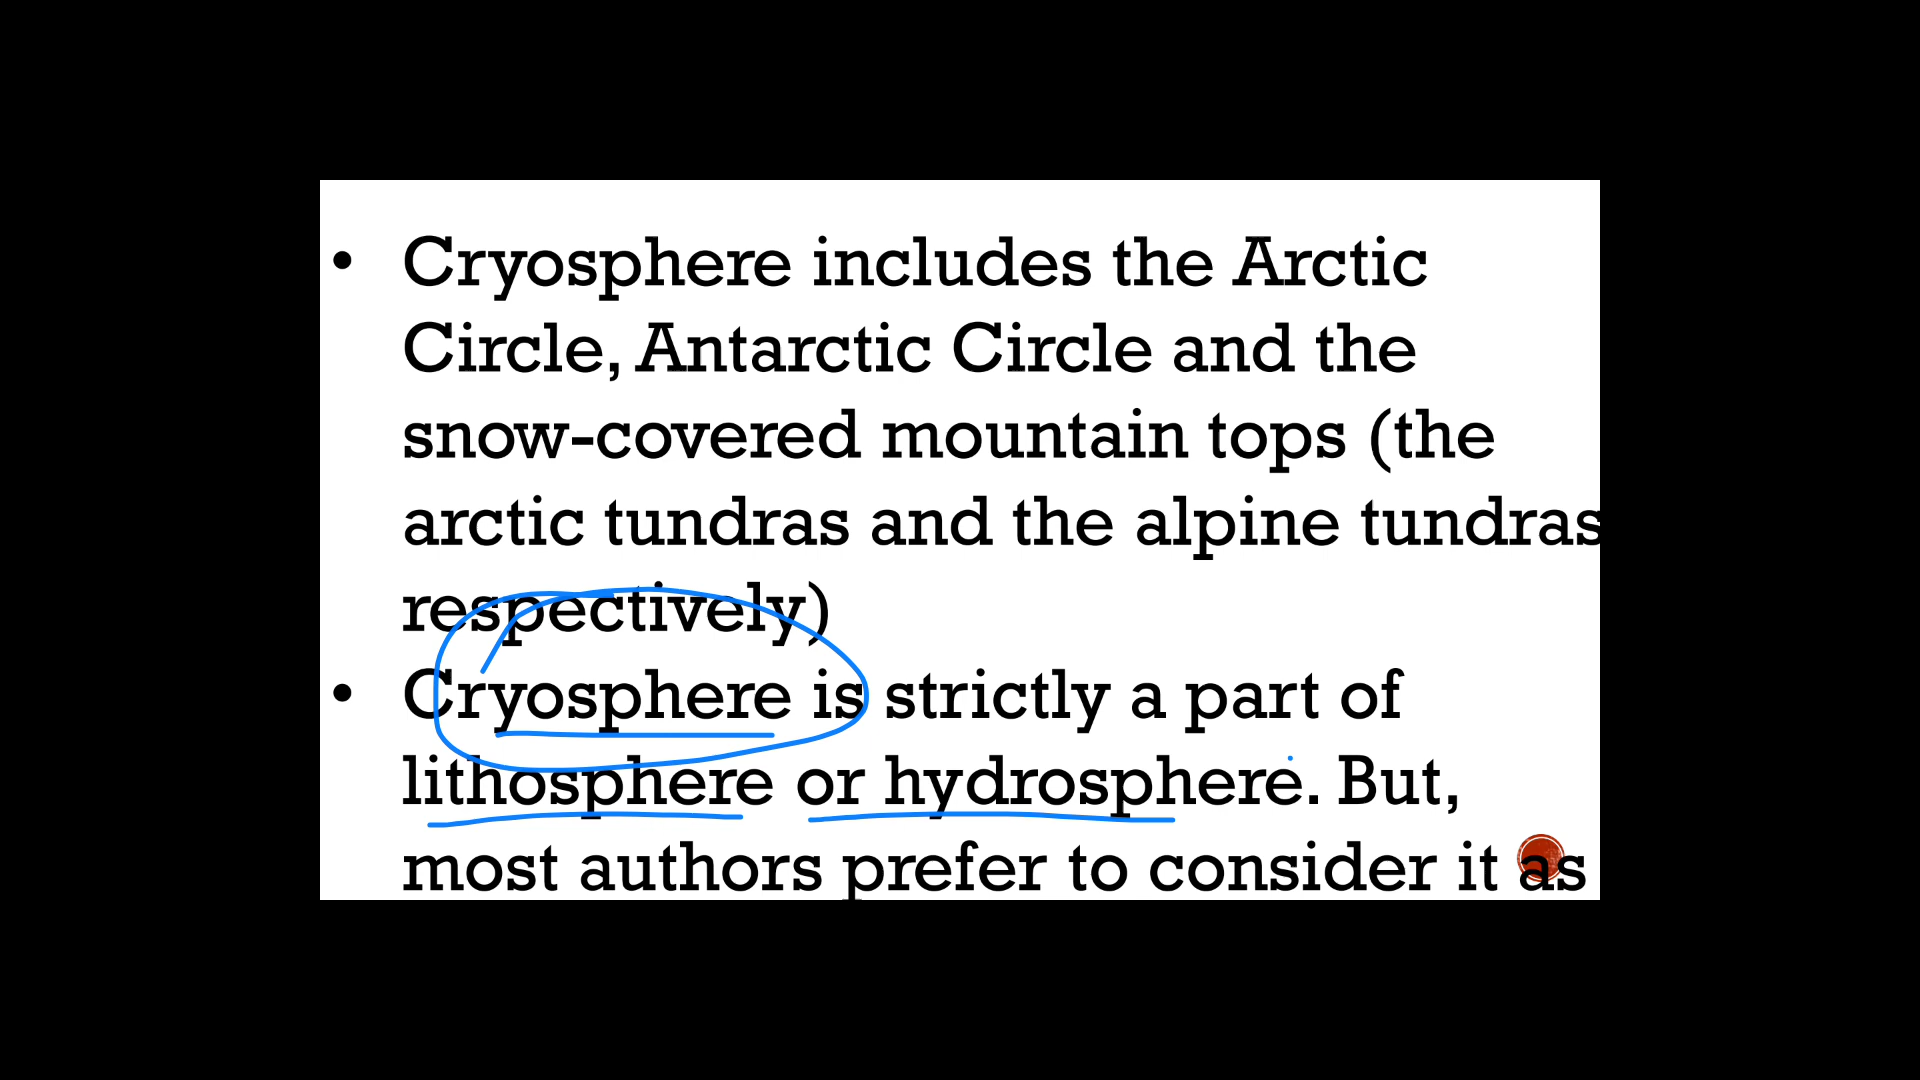 • Cryosphere includes the Arctic
Circle, Antarctic Circle and the
snow-covered mountain tops (the
arctic tundras and the alpine tundras
respectively)
• Cryosphere is strictly a part of
lithosphere or hydrosphere. But,
most authors prefer to consider it as